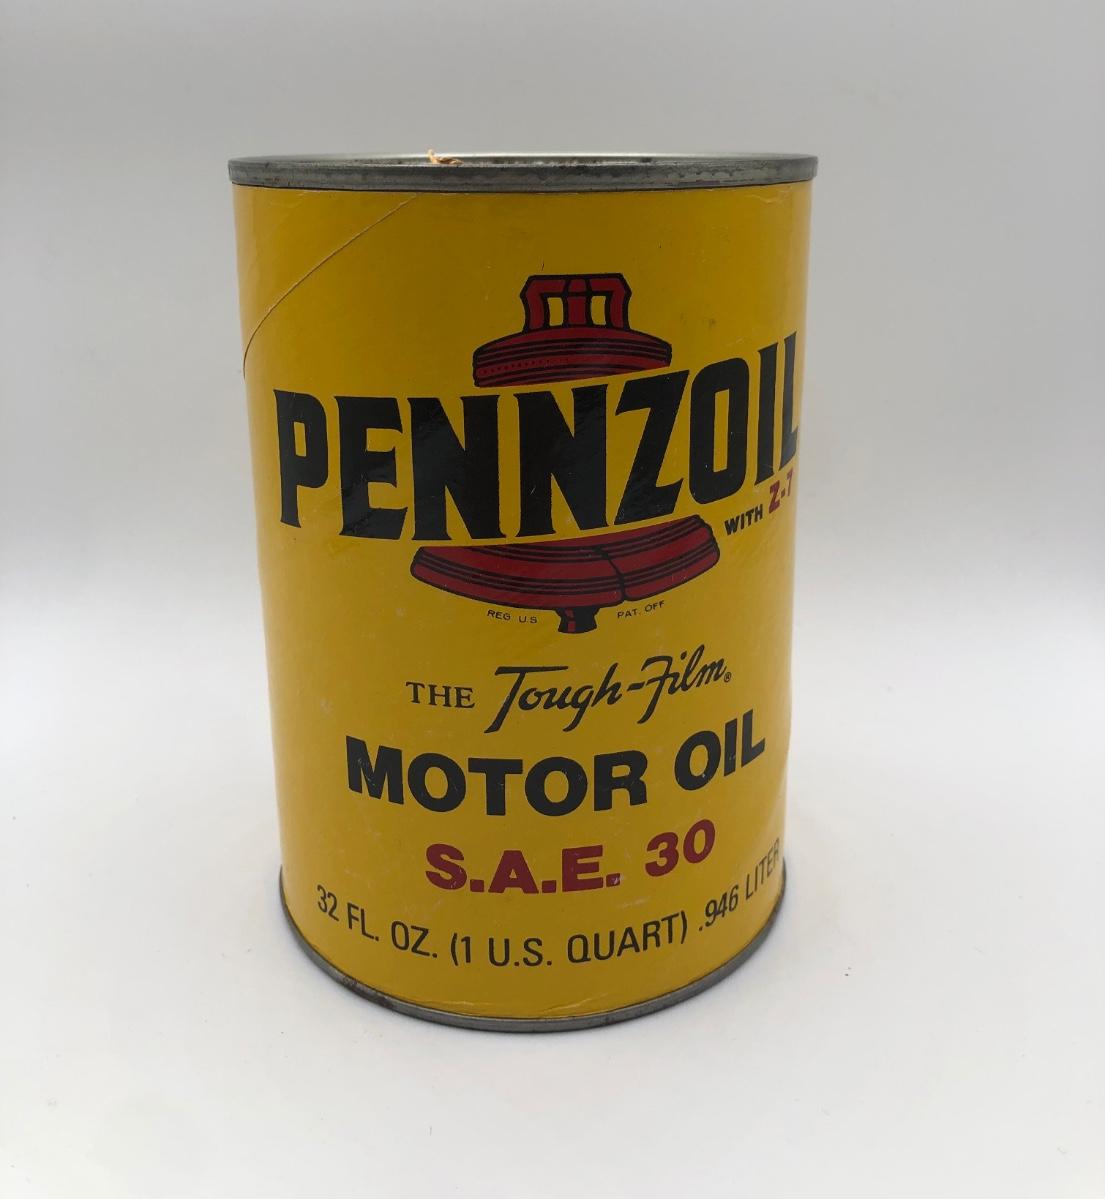 PENNZOIL
WITH Z-7
REG U.S PAT. OFF
THE Tough-Film®
MOTOR OIL
S.A.E. 30
32 FL. OZ. (1 U.S. QUART) .946 LITER